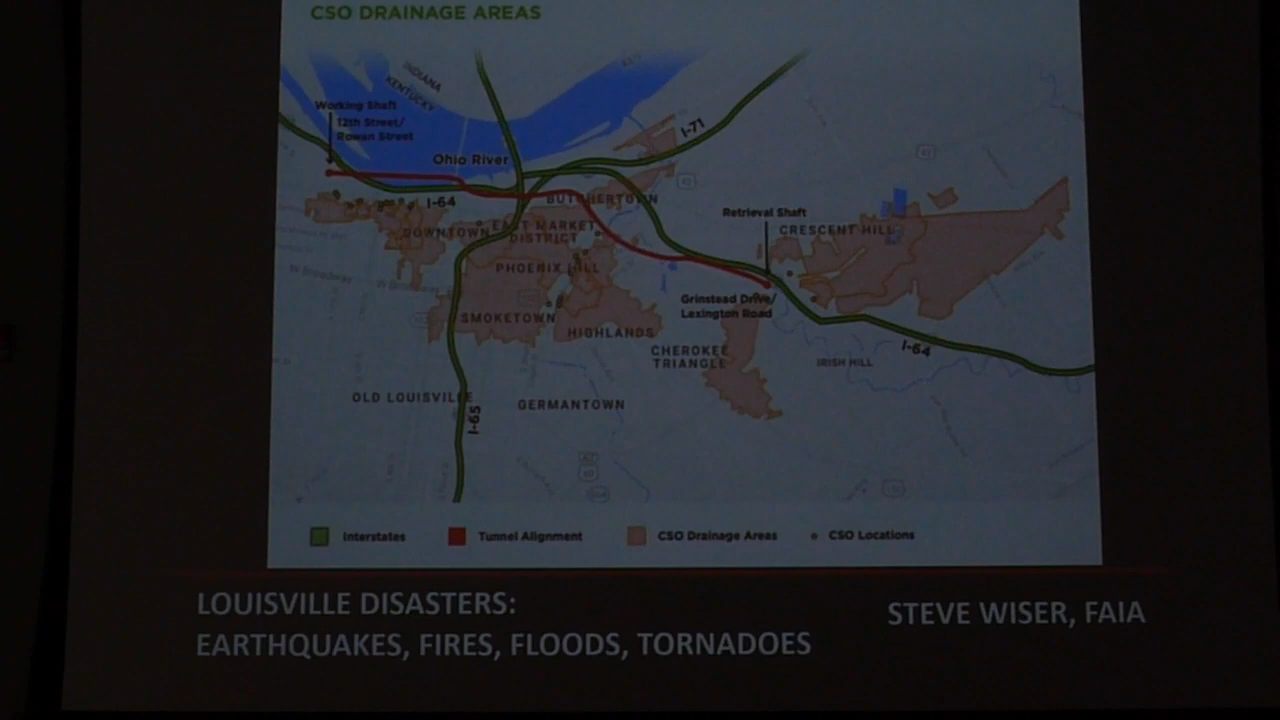 CSO DRAINAGE AREAS
INDIANA
KENTUCKY
Working Shaft
12th Street/
Rowan Street
Ohio River
I-71
I-64
BUTCHERTOWN
DOWNTOWN
EAST MARKET
DISTRICT
Retrieval Shaft
CRESCENT HILL
PHOENIX HILL
W Broadway
W Broadway
Grinstead Drive/
Lexington Road
SMOKETOWN
HIGHLANDS
CHEROKEE
TRIANGLE
IRISH HILL
I-64
OLD LOUISVILLE
I-65
GERMANTOWN
Interstates
Tunnel Alignment
CSO Drainage Areas
CSO Locations
LOUISVILLE DISASTERS:
EARTHQUAKES, FIRES, FLOODS, TORNADOES
STEVE WISER, FAIA